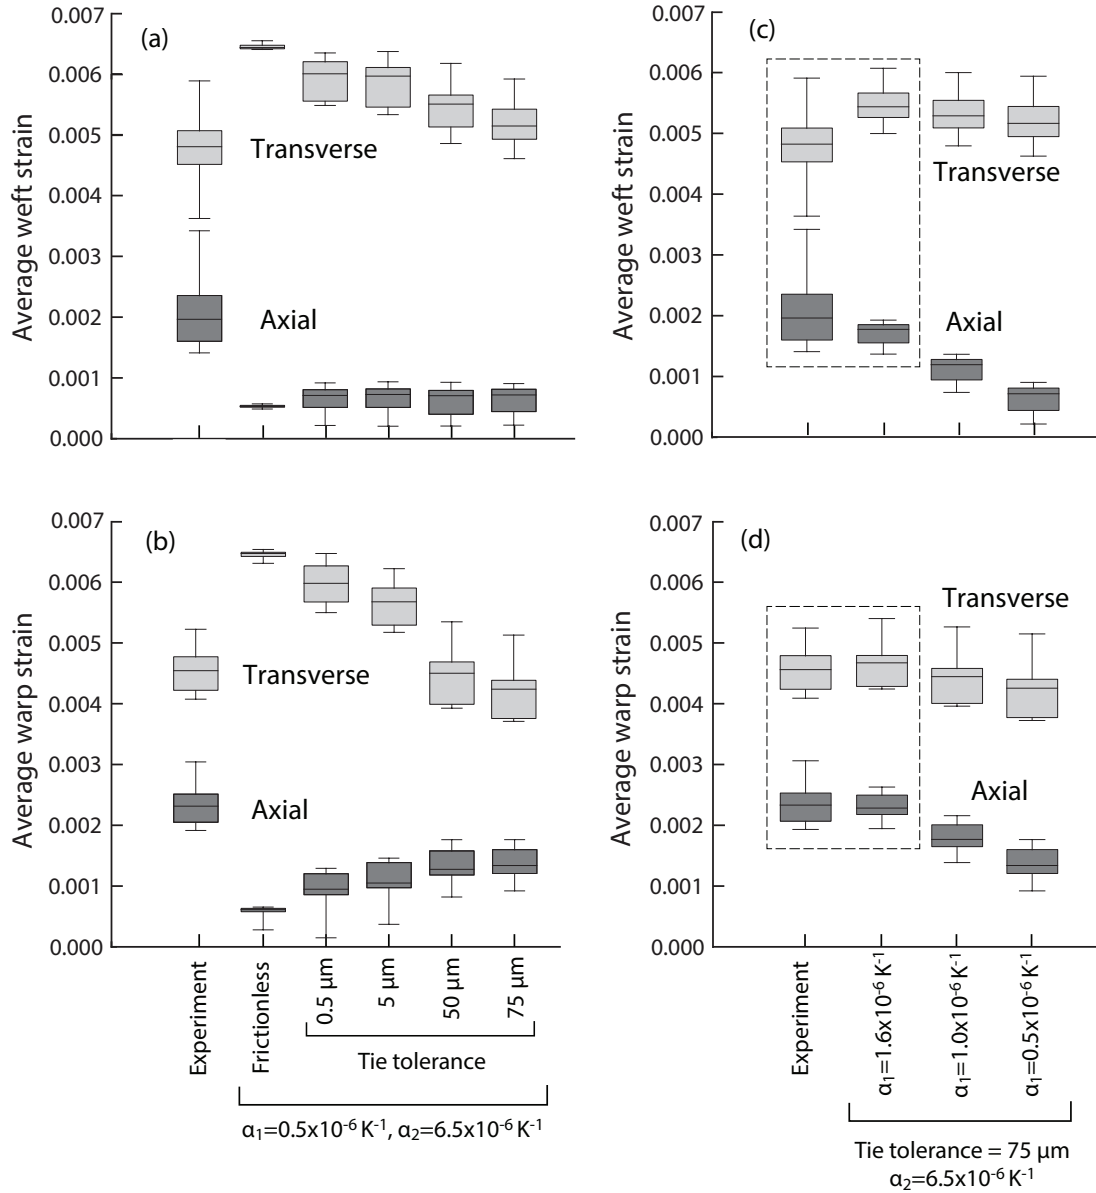 (a)
0.007
0.006
0.005
0.004
0.003
0.002
0.001
0.000
Average weft strain
Transverse
Axial
(c)
0.007
0.006
0.005
0.004
0.003
0.002
0.001
0.000
Average weft strain
Transverse
Axial
(b)
0.007
0.006
0.005
0.004
0.003
0.002
0.001
0.000
Average warp strain
Transverse
Axial
Experiment
Frictionless
0.5 μm
5 μm
50 μm
75 μm
Tie tolerance
α₁=0.5x10⁻⁶ K⁻¹, α₂=6.5x10⁻⁶ K⁻¹
(d)
0.007
0.006
0.005
0.004
0.003
0.002
0.001
0.000
Average warp strain
Transverse
Axial
Experiment
α₁=1.6x10⁻⁶ K⁻¹
α₁=1.0x10⁻⁶ K⁻¹
α₁=0.5x10⁻⁶ K⁻¹
Tie tolerance = 75 μm
α₂=6.5x10⁻⁶ K⁻¹